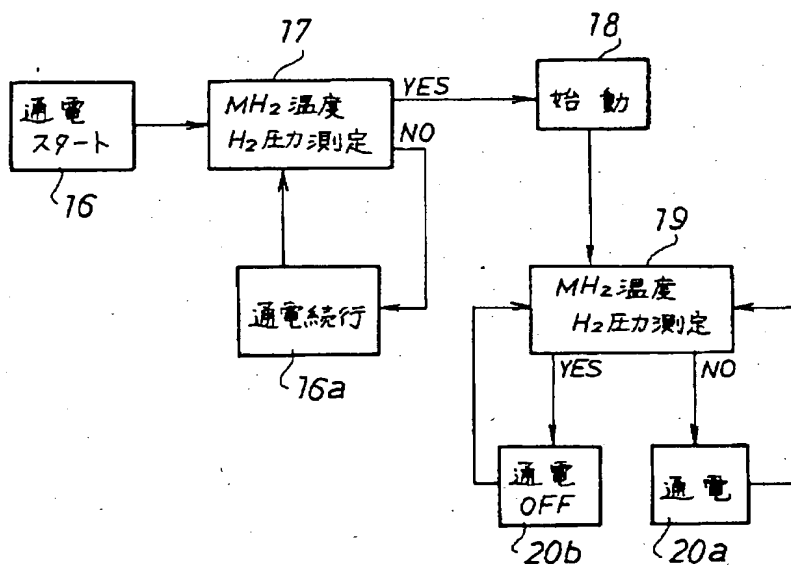 17
18
通電
スタート
MH₂温度
H₂圧力測定
YES
NO
始動
16
19
通電続行
16a
MH₂温度
H₂圧力測定
YES
NO
通電
OFF
通電
20b
20a